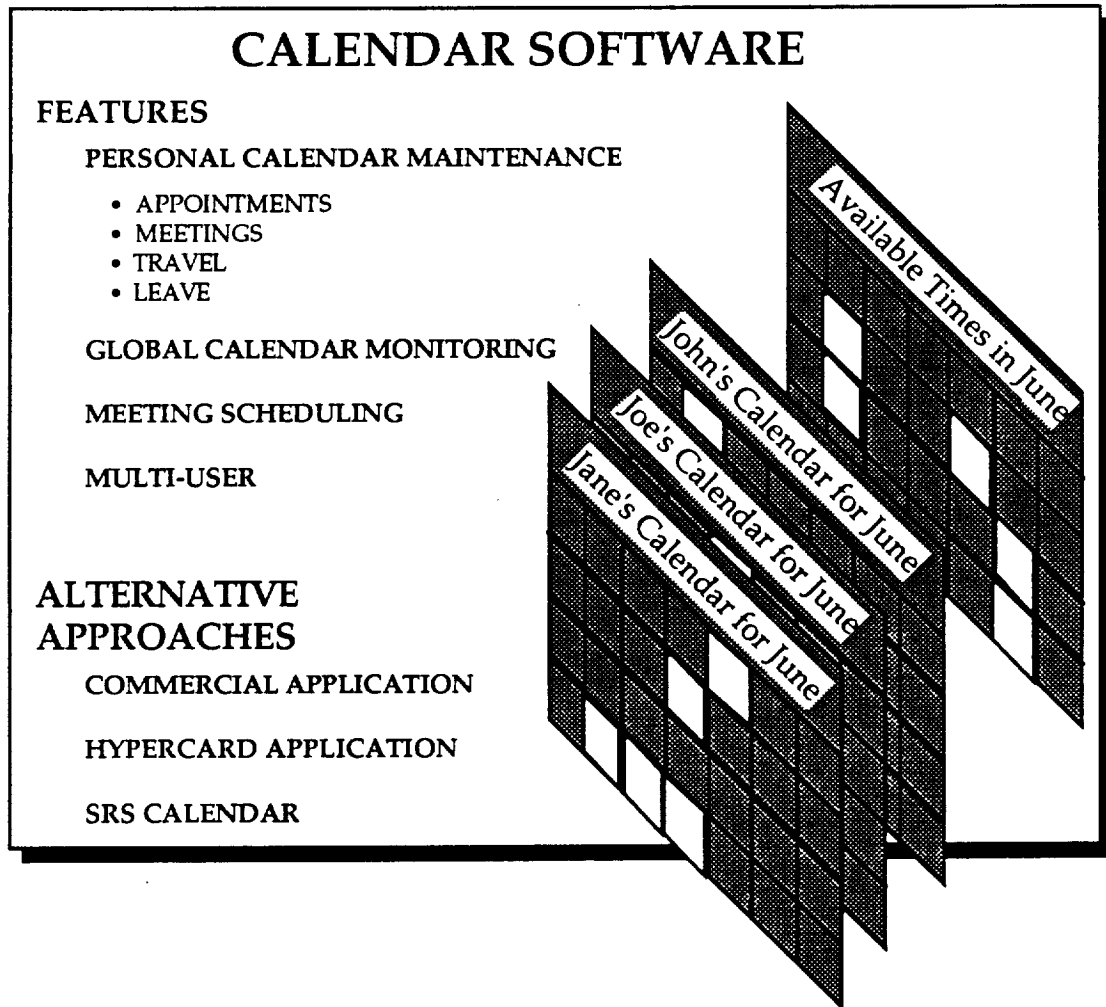 CALENDAR SOFTWARE
FEATURES
PERSONAL CALENDAR MAINTENANCE
• APPOINTMENTS
• MEETINGS
• TRAVEL
• LEAVE
GLOBAL CALENDAR MONITORING
MEETING SCHEDULING
MULTI-USER
ALTERNATIVE
APPROACHES
COMMERCIAL APPLICATION
HYPERCARD APPLICATION
SRS CALENDAR
Available Times in June
John's Calendar for June
Joe's Calendar for June
Jane's Calendar for June